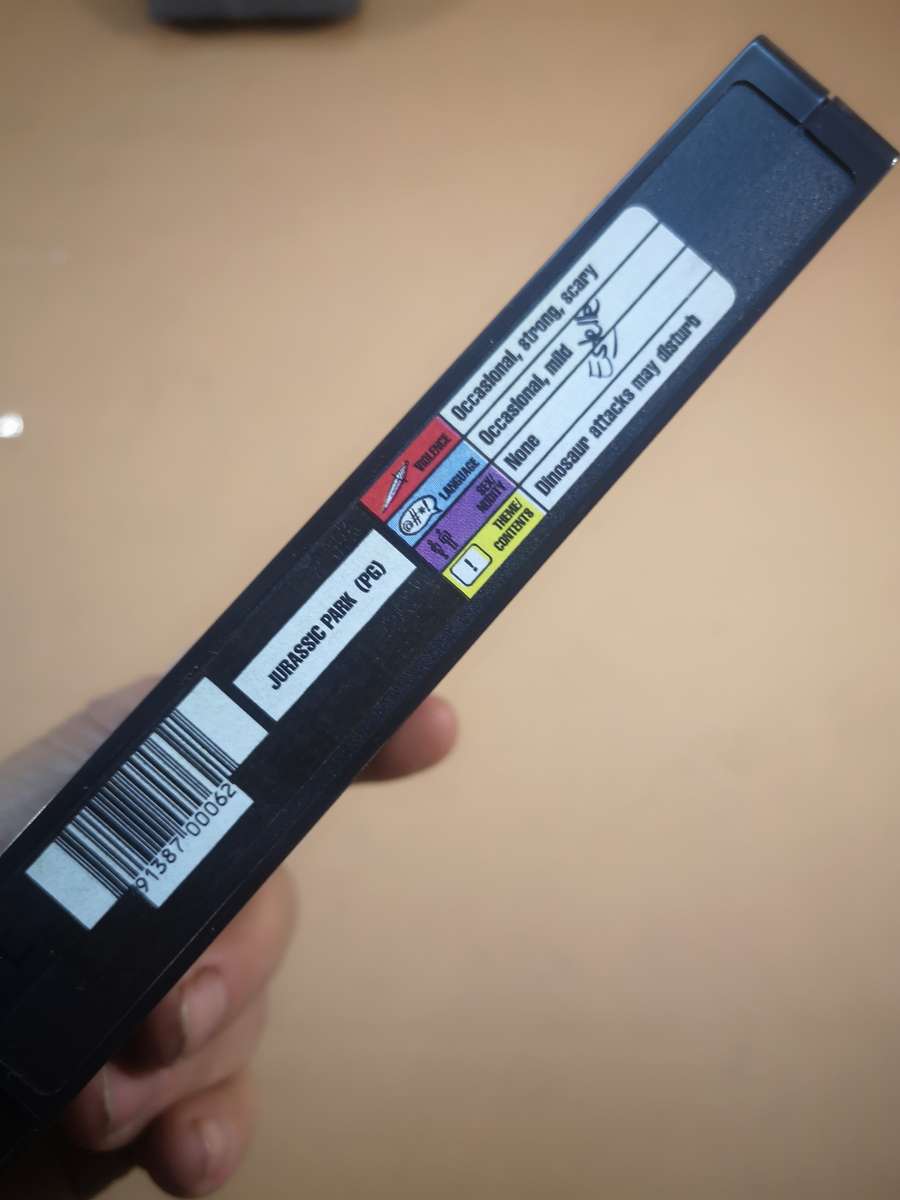 VIOLENCE Occasional, strong, scary
@#*! LANGUAGE Occasional, mild
SEX/
NUDITY None
! THEME/
CONTENTS Dinosaur attacks may disturb
JURASSIC PARK (PG)
91387 00062